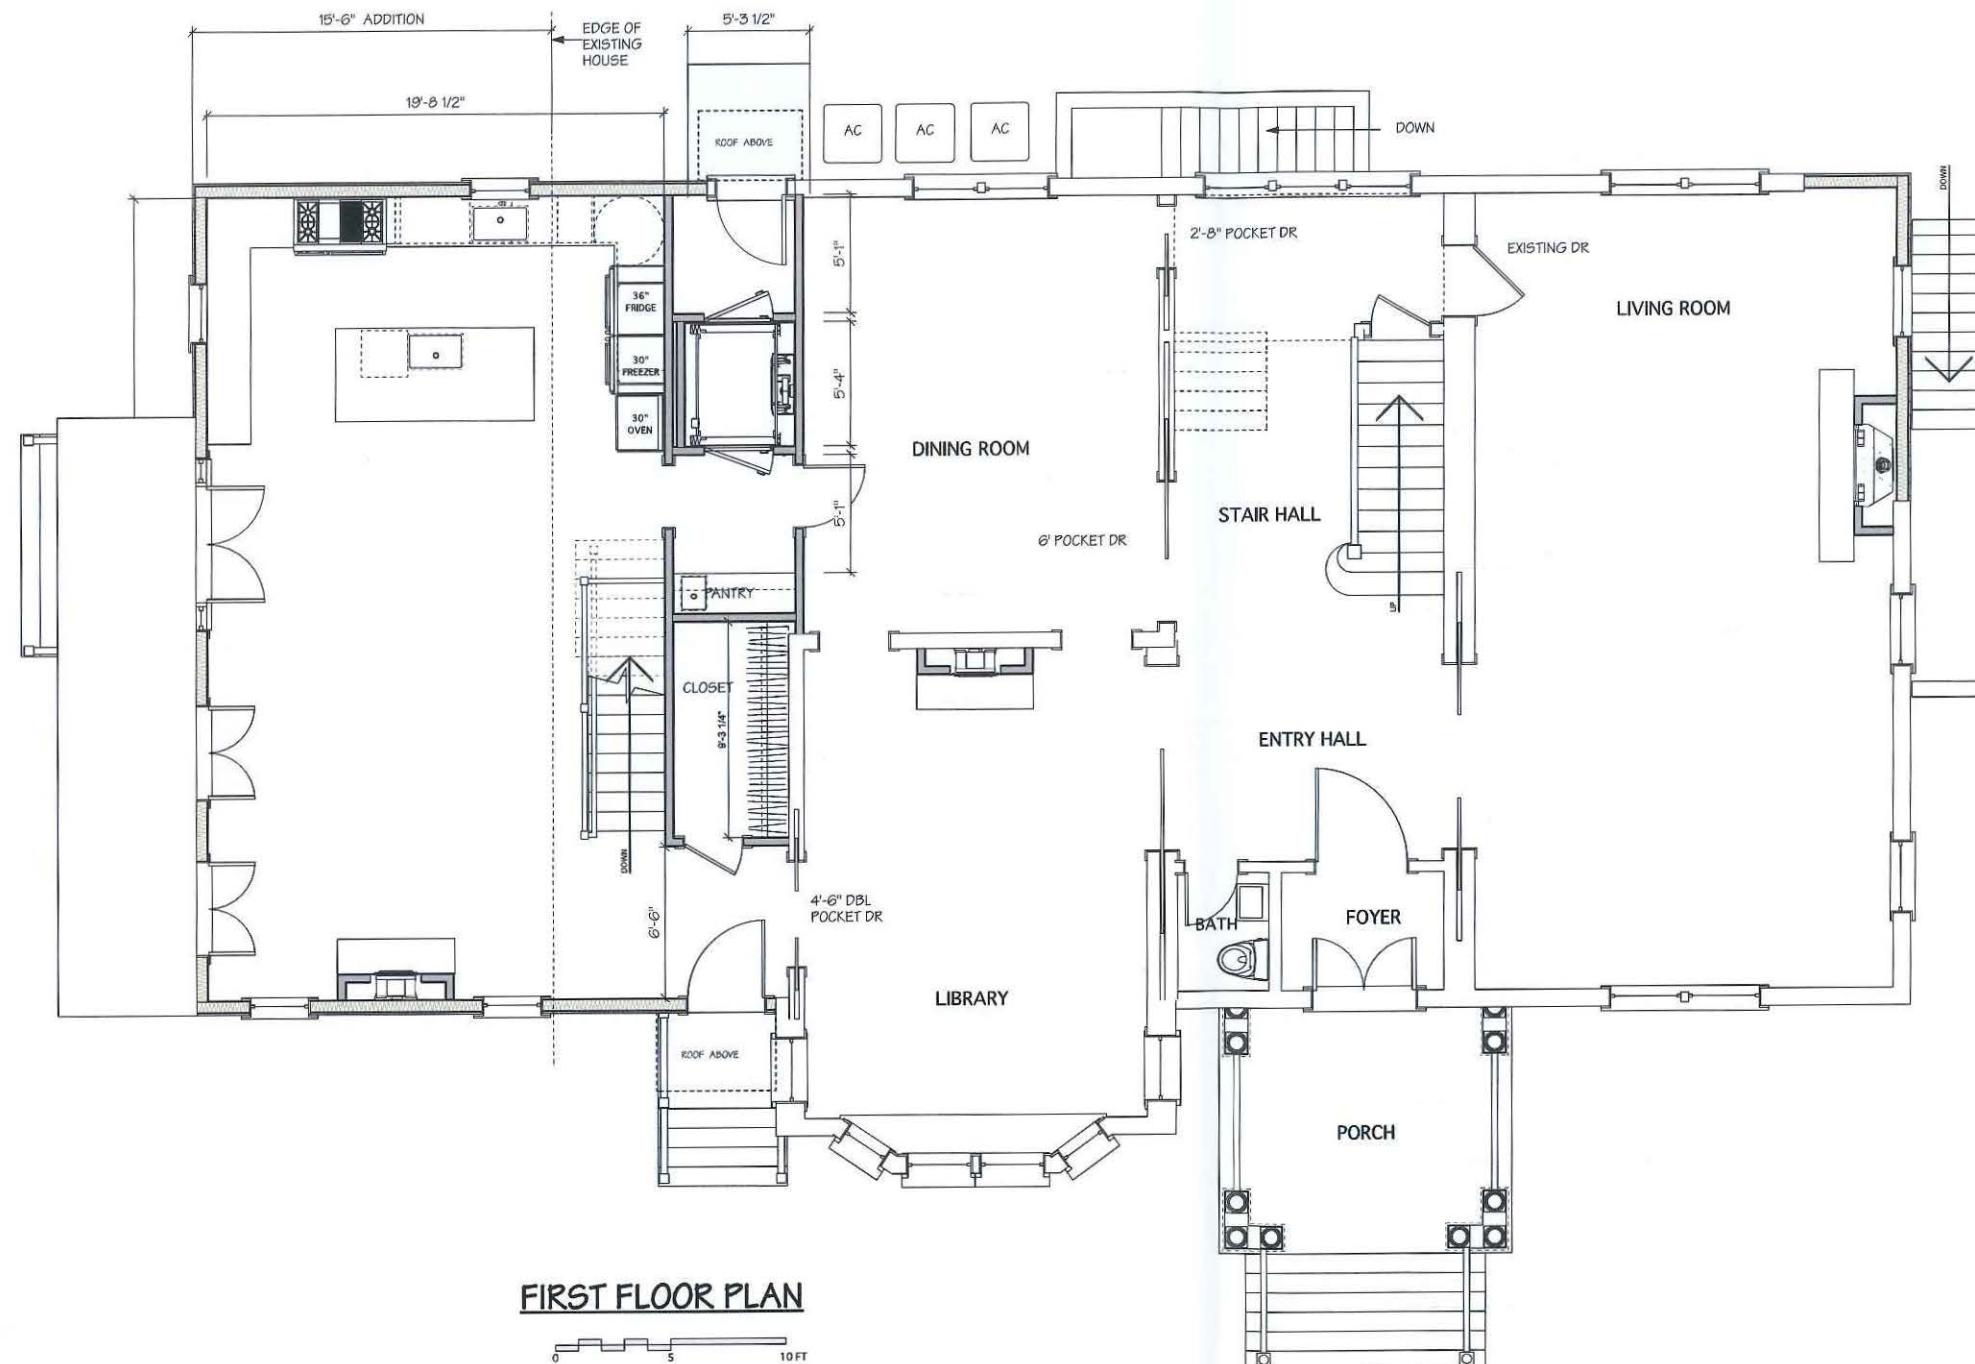 15'-6" ADDITION
EDGE OF
EXISTING
HOUSE
5'-3 1/2"
19'-8 1/2"
ROOF ABOVE
AC
AC
AC
DOWN
DOWN
2'-8" POCKET DR
EXISTING DR
5'-1"
36"
FRIDGE
LIVING ROOM
30"
FREEZER
5'-4"
30"
OVEN
DINING ROOM
5'-1"
STAIR HALL
6' POCKET DR
PANTRY
UP
CLOSET
9'-3 1/4"
ENTRY HALL
DOWN
4'-6" DBL
POCKET DR
6'-6"
BATH
FOYER
LIBRARY
ROOF ABOVE
PORCH
FIRST FLOOR PLAN
0 5 10 FT